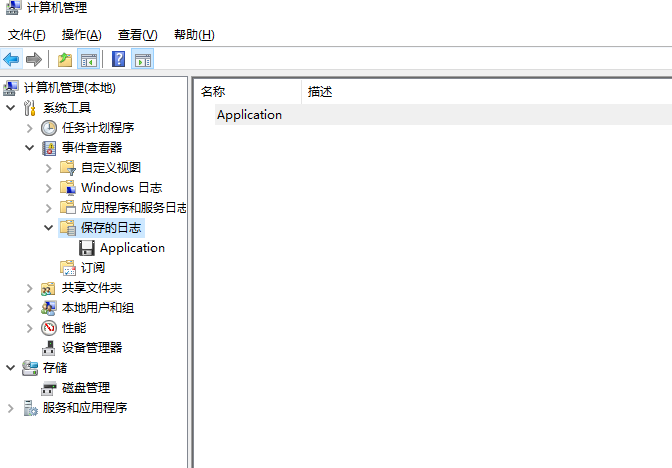 计算机管理
文件(F) 操作(A) 查看(V) 帮助(H)
计算机管理(本地)
系统工具
任务计划程序
事件查看器
自定义视图
Windows 日志
应用程序和服务日志
保存的日志
Application
订阅
共享文件夹
本地用户和组
性能
设备管理器
存储
磁盘管理
服务和应用程序
名称 描述
Application